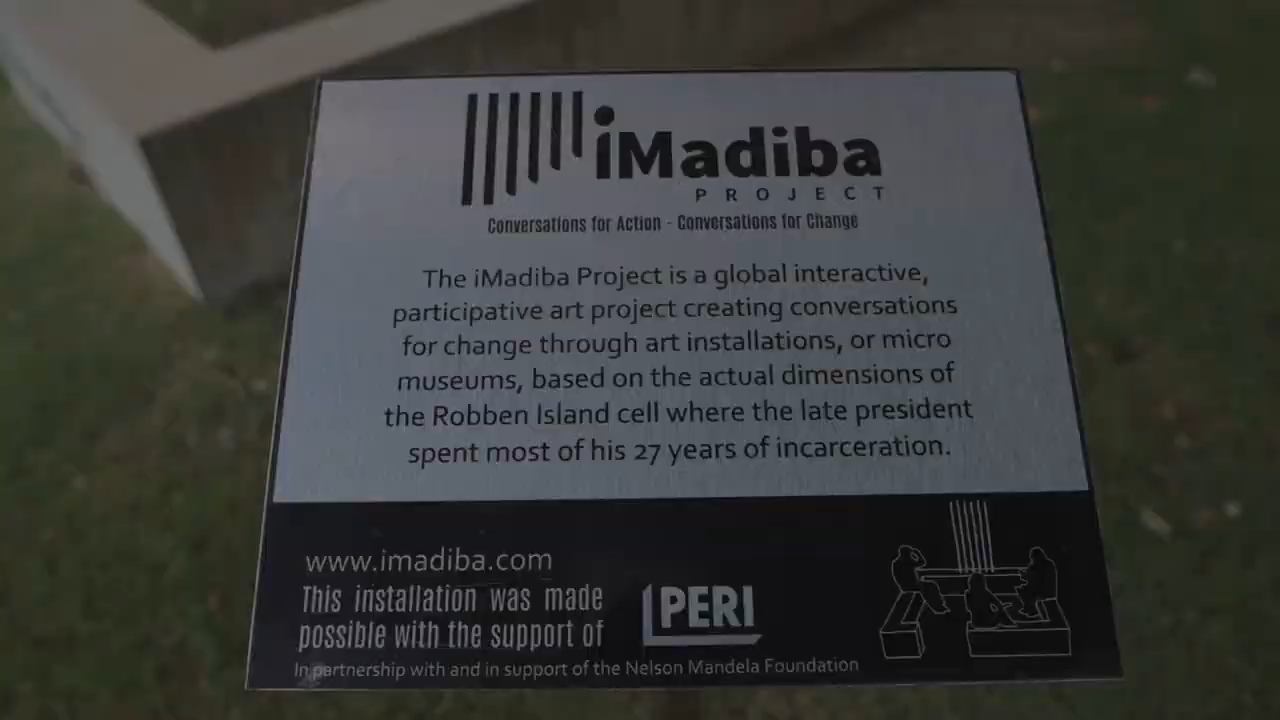 iMadiba
PROJECT
Conversations for Action - Conversations for Change
The iMadiba Project is a global interactive,
participative art project creating conversations
for change through art installations, or micro
museums, based on the actual dimensions of
the Robben Island cell where the late president
spent most of his 27 years of incarceration.
www.imadiba.com
This installation was made
possible with the support of
PERI
In partnership with and in support of the Nelson Mandela Foundation